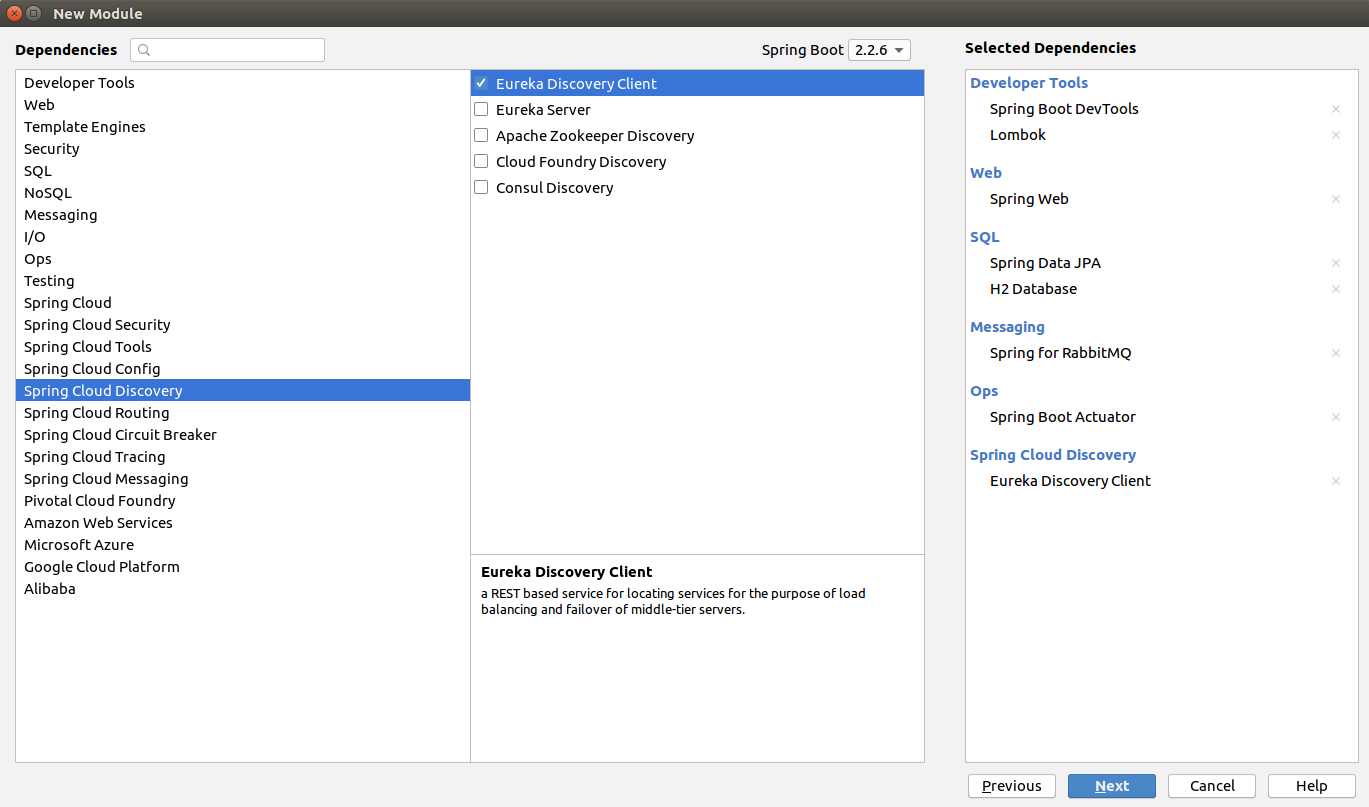 New Module
Dependencies
Spring Boot 2.2.6
Developer Tools
Web
Template Engines
Security
SQL
NoSQL
Messaging
I/O
Ops
Testing
Spring Cloud
Spring Cloud Security
Spring Cloud Tools
Spring Cloud Config
Spring Cloud Discovery
Spring Cloud Routing
Spring Cloud Circuit Breaker
Spring Cloud Tracing
Spring Cloud Messaging
Pivotal Cloud Foundry
Amazon Web Services
Microsoft Azure
Google Cloud Platform
Alibaba
Eureka Discovery Client
Eureka Server
Apache Zookeeper Discovery
Cloud Foundry Discovery
Consul Discovery
Eureka Discovery Client
a REST based service for locating services for the purpose of load
balancing and failover of middle-tier servers.
Selected Dependencies
Developer Tools
Spring Boot DevTools
Lombok
Web
Spring Web
SQL
Spring Data JPA
H2 Database
Messaging
Spring for RabbitMQ
Ops
Spring Boot Actuator
Spring Cloud Discovery
Eureka Discovery Client
Previous
Next
Cancel
Help